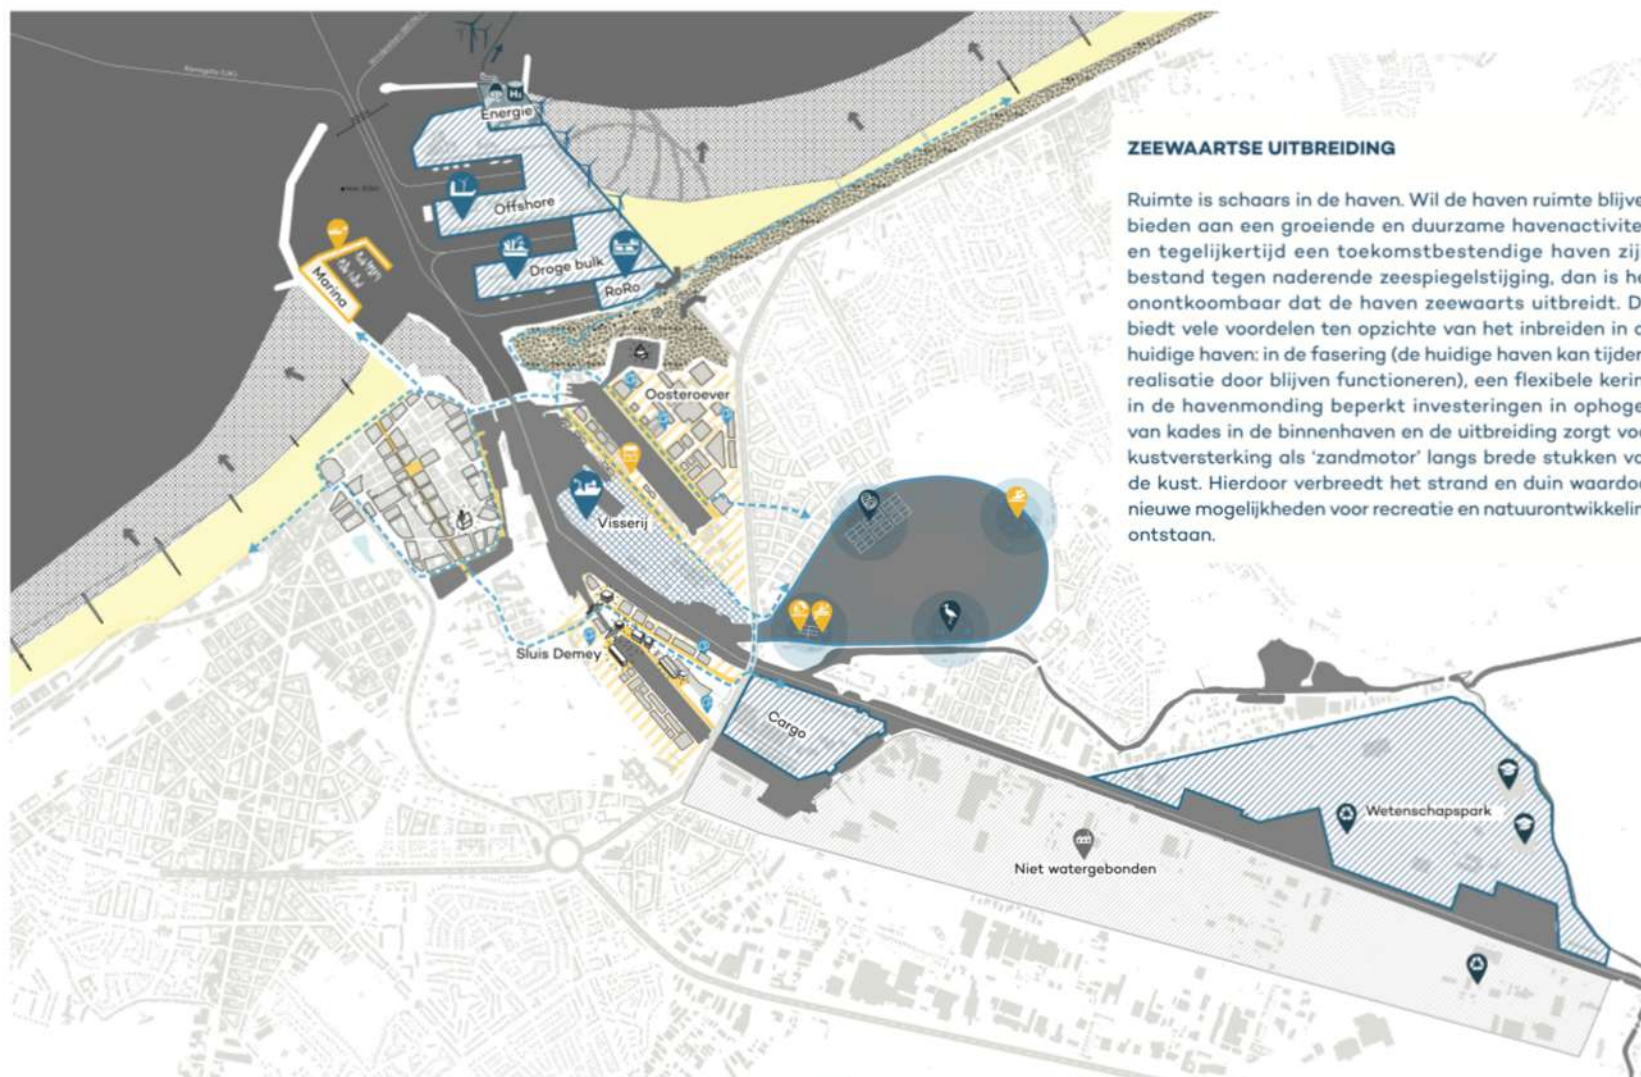 Energie
H₂
Offshore
Droge bulk
RoRo
Marina
Oosteroever
Visserij
Sluis Demey
Cargo
Wetenschapspark
Niet watergebonden
ZEEWAARTSE UITBREIDING
Ruimte is schaars in de haven. Wil de haven ruimte blijve
bieden aan een groeiende en duurzame havenactivite
en tegelijkertijd een toekomstbestendige haven zij
bestand tegen naderende zeespiegelstijging, dan is he
onontkoombaar dat de haven zeewaarts uitbreidt. D
biedt vele voordelen ten opzichte van het inbreiden in
huidige haven: in de fasering (de huidige haven kan tijden
realisatie door blijven functioneren), een flexibele kerin
in de havenmonding beperkt investeringen in ophoge
van kades in de binnenhaven en de uitbreiding zorgt voo
kustversterking als ‘zandmotor’ langs brede stukken va
de kust. Hierdoor verbreedt het strand en duin waardoo
nieuwe mogelijkheden voor recreatie en natuurontwikkelin
ontstaan.